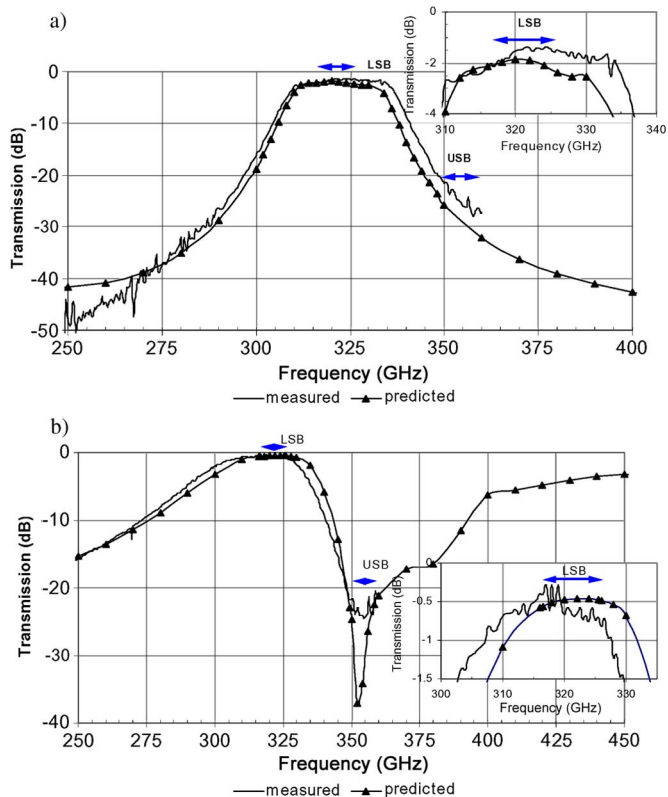 a)
LSB
USB
Transmission (dB)
0
-10
-20
-30
-40
-50
250
275
300
325
350
375
400
Frequency (GHz)
measured
predicted
LSB
Transmission (dB)
0
-1
-2
-3
-4
310
320
330
340
Frequency (GHz)
b)
LSB
USB
Transmission (dB)
0
-10
-20
-30
-40
250
275
300
325
350
375
400
425
450
Frequency (GHz)
measured
predicted
LSB
Transmission (dB)
0
-0.5
-1
-1.5
300
310
320
330
Frequency (GHz)